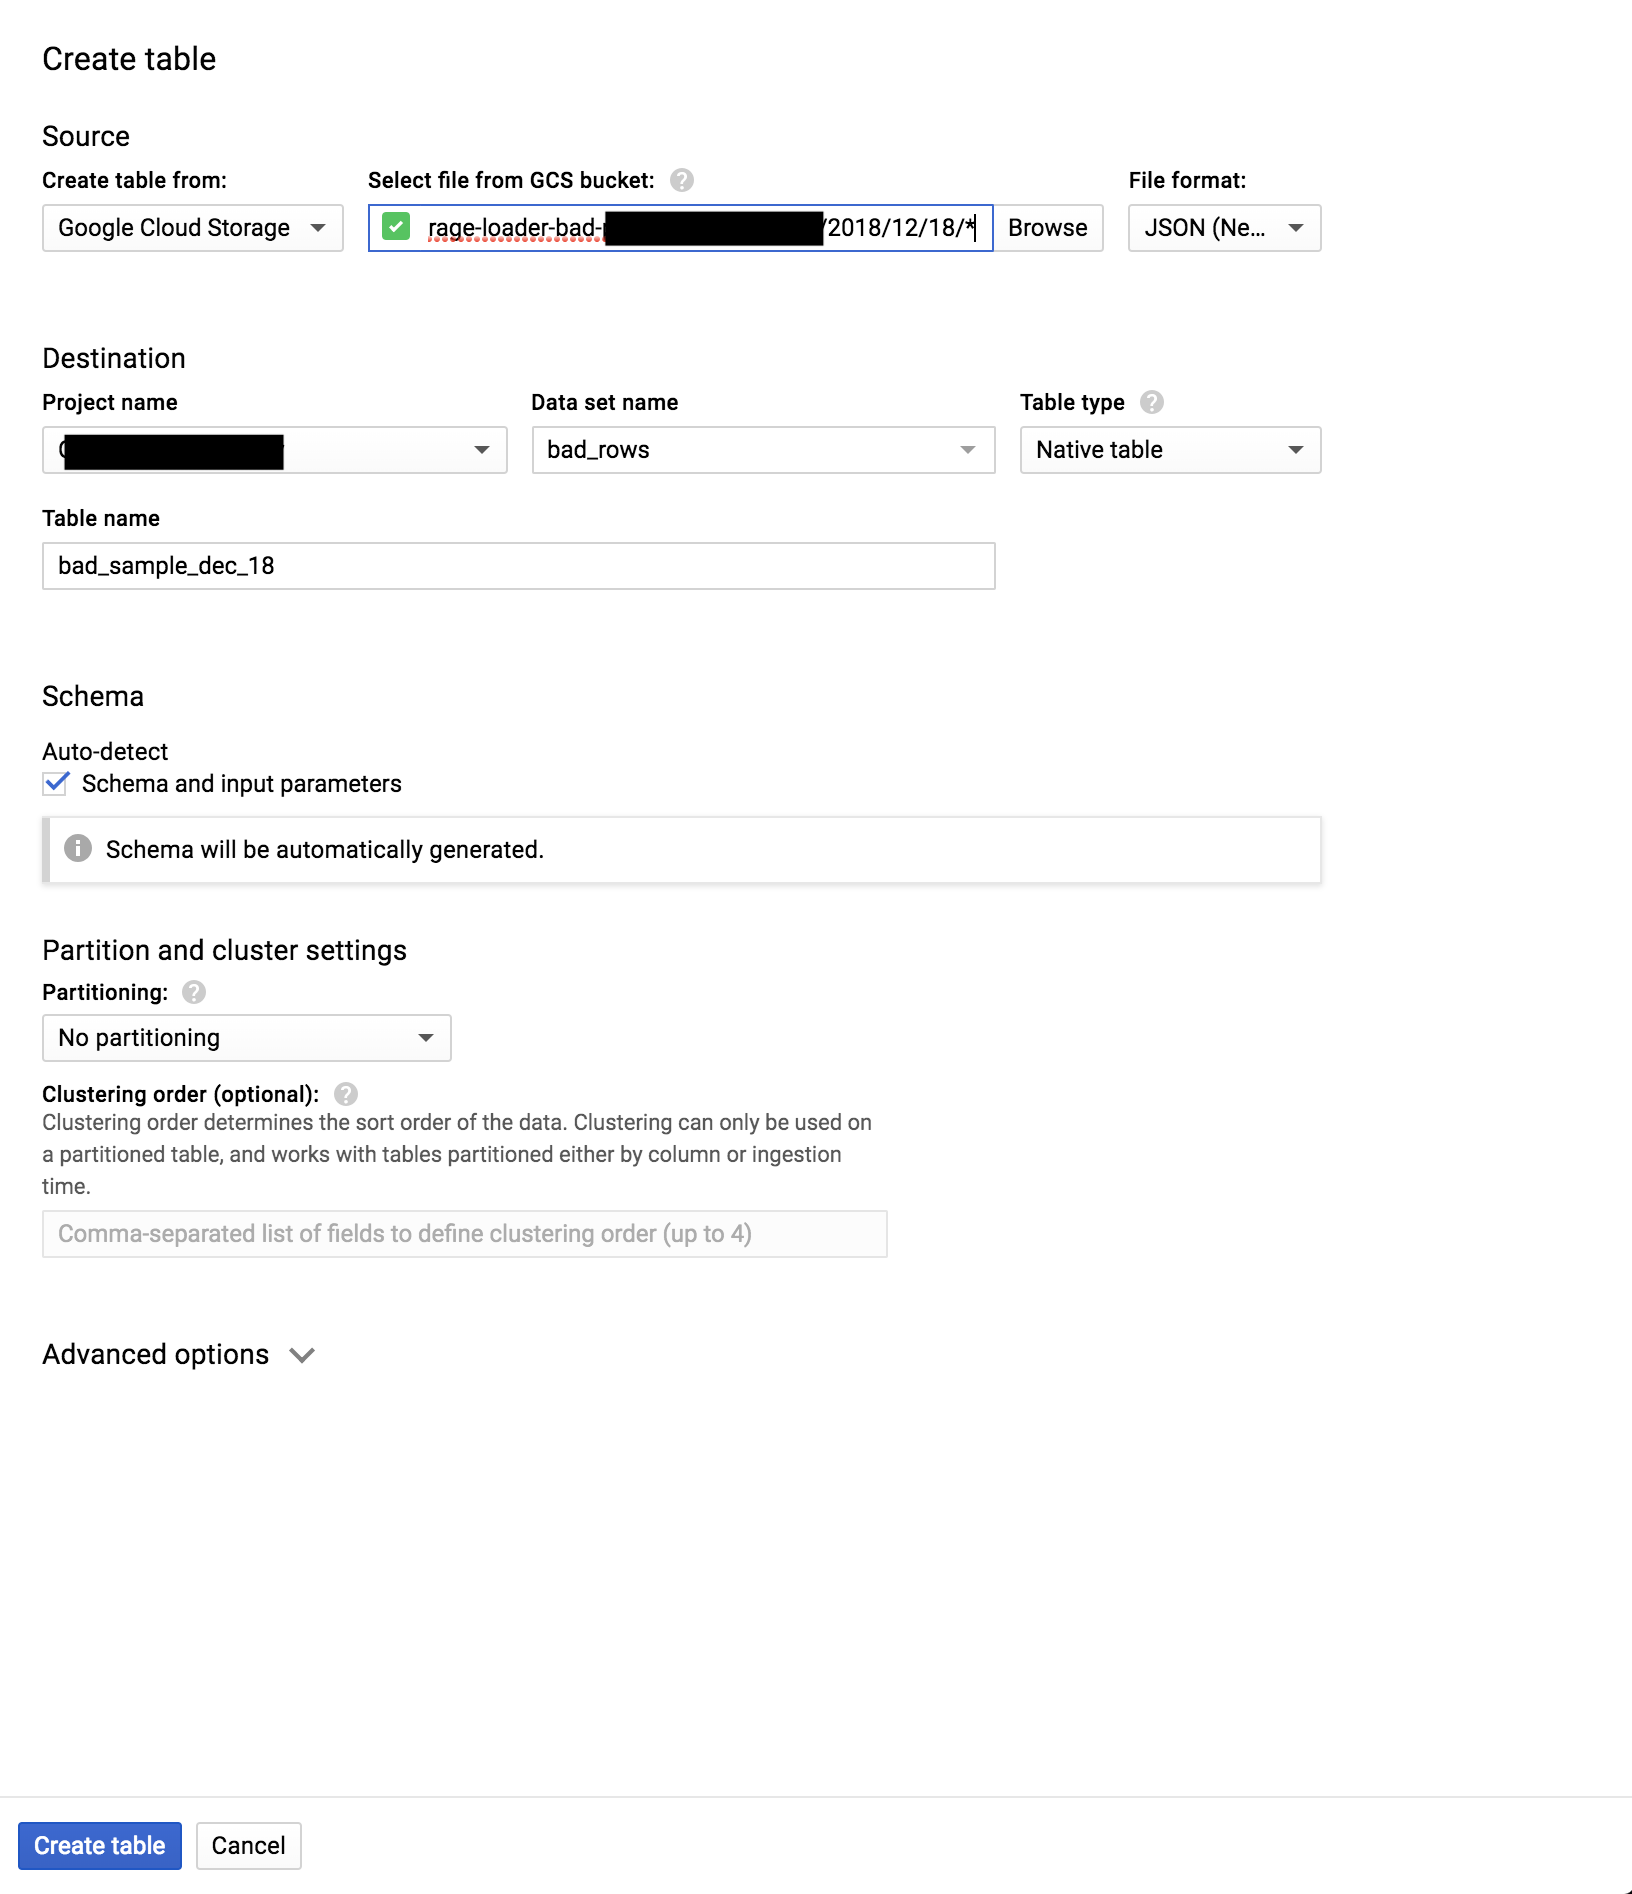 Create table
Source
Create table from: Select file from GCS bucket: ? File format:
Google Cloud Storage rage-loader-bad- /2018/12/18/* Browse JSON (Ne...
Destination
Project name Data set name Table type ?
bad_rows Native table
Table name
bad_sample_dec_18
Schema
Auto-detect
Schema and input parameters
Schema will be automatically generated.
Partition and cluster settings
Partitioning: ?
No partitioning
Clustering order (optional): ?
Clustering order determines the sort order of the data. Clustering can only be used on
a partitioned table, and works with tables partitioned either by column or ingestion
time.
Comma-separated list of fields to define clustering order (up to 4)
Advanced options
Create table Cancel